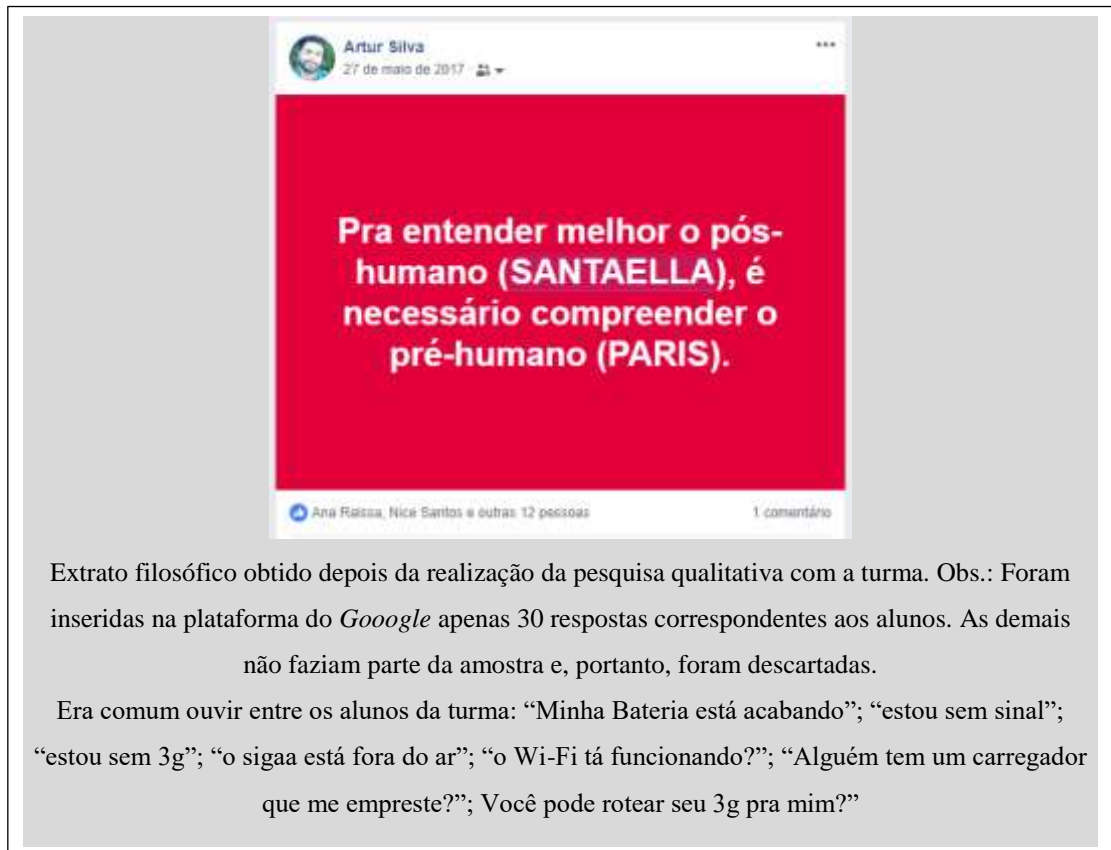 Artur Silva
27 de maio de 2017
Pra entender melhor o pós-
humano (SANTAELLA), é
necessário compreender o
pré-humano (PARIS).
Ana Raissa, Nice Santos e outras 12 pessoas
1 comentário
Extrato filosófico obtido depois da realização da pesquisa qualitativa com a turma. Obs.: Foram
inseridas na plataforma do Gooogle apenas 30 respostas correspondentes aos alunos. As demais
não faziam parte da amostra e, portanto, foram descartadas.
Era comum ouvir entre os alunos da turma: “Minha Bateria está acabando”; “estou sem sinal”;
“estou sem 3g”; “o sigaa está fora do ar”; “o Wi-Fi tá funcionando?”; “Alguém tem um carregador
que me empreste?”; Você pode rotear seu 3g pra mim?”